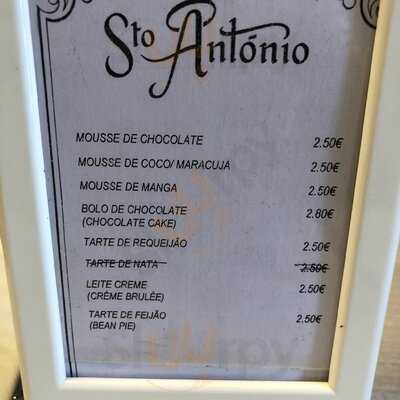 Sto António
MOUSSE DE CHOCOLATE 2.50€
MOUSSE DE COCO/ MARACUJA 2.50€
MOUSSE DE MANGA 2.50€
BOLO DE CHOCOLATE 2.80€
(CHOCOLATE CAKE)
TARTE DE REQUEIJÃO 2.50€
TARTE DE NATA 2.50€
LEITE CREME 2.50€
(CRÈME BRULÉE)
TARTE DE FEIJÃO 2.50€
(BEAN PIE)